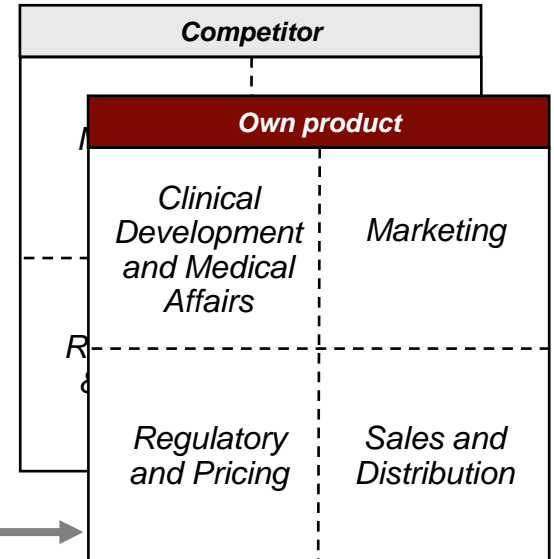 Competitor
Own product
Clinical
Development
and Medical
Affairs
Marketing
Regulatory
and Pricing
Sales and
Distribution